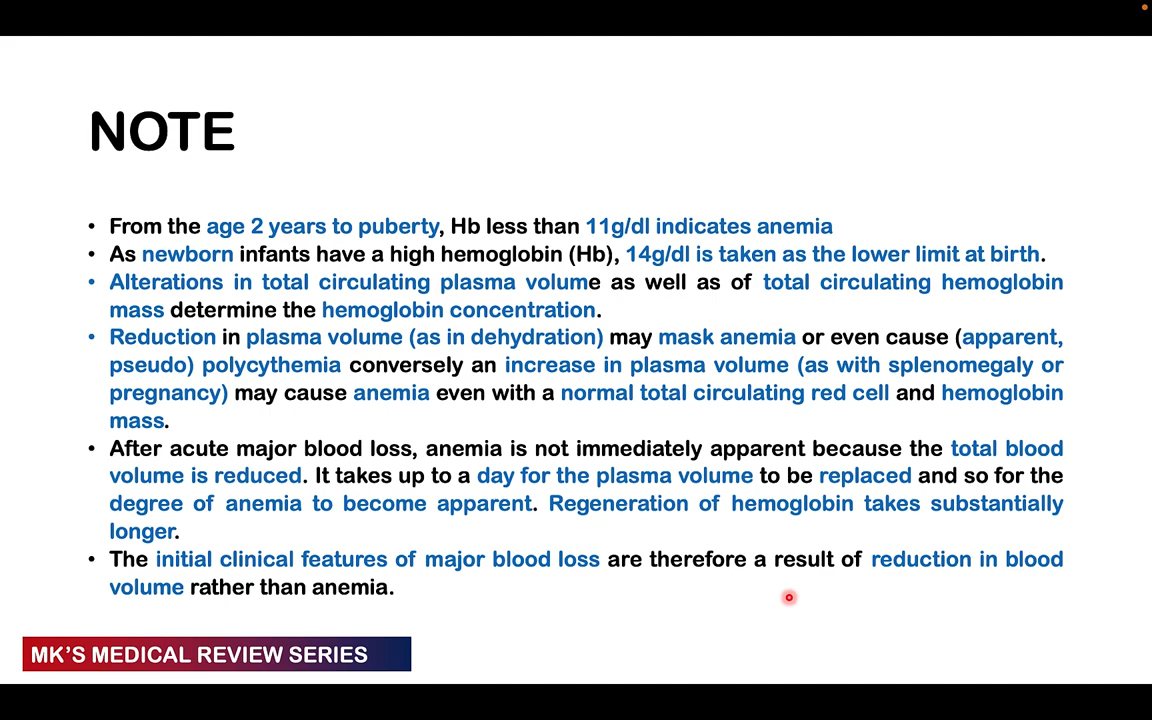 NOTE
• From the age 2 years to puberty, Hb less than 11g/dl indicates anemia
• As newborn infants have a high hemoglobin (Hb), 14g/dl is taken as the lower limit at birth.
• Alterations in total circulating plasma volume as well as of total circulating hemoglobin
mass determine the hemoglobin concentration.
• Reduction in plasma volume (as in dehydration) may mask anemia or even cause (apparent,
pseudo) polycythemia conversely an increase in plasma volume (as with splenomegaly or
pregnancy) may cause anemia even with a normal total circulating red cell and hemoglobin
mass.
• After acute major blood loss, anemia is not immediately apparent because the total blood
volume is reduced. It takes up to a day for the plasma volume to be replaced and so for the
degree of anemia to become apparent. Regeneration of hemoglobin takes substantially
longer.
• The initial clinical features of major blood loss are therefore a result of reduction in blood
volume rather than anemia.
MK'S MEDICAL REVIEW SERIES